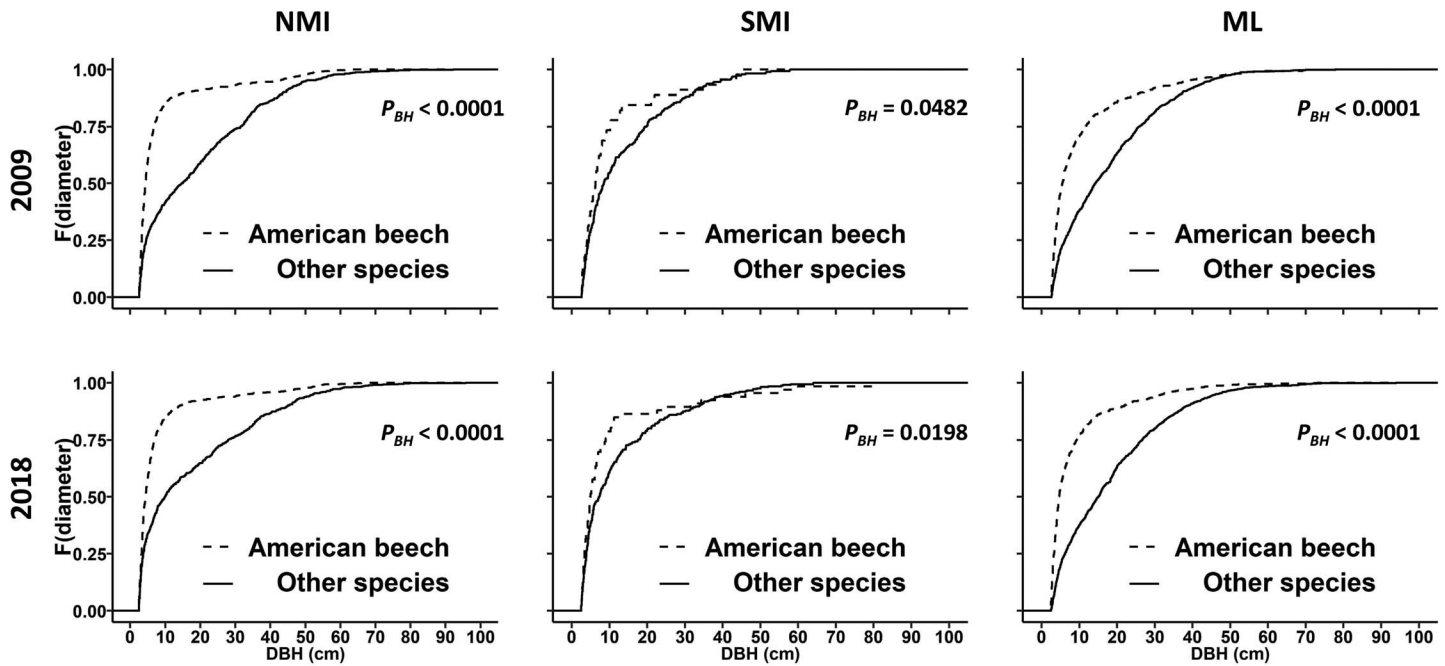 NMI SMI ML
2009
F(diameter)
1.00
0.75
0.50
0.25
0.00
P_BH < 0.0001
American beech
Other species
P_BH = 0.0482
American beech
Other species
P_BH < 0.0001
American beech
Other species
2018
F(diameter)
1.00
0.75
0.50
0.25
0.00
P_BH < 0.0001
American beech
Other species
P_BH = 0.0198
American beech
Other species
P_BH < 0.0001
American beech
Other species
0 10 20 30 40 50 60 70 80 90 100
DBH (cm)
0 10 20 30 40 50 60 70 80 90 100
DBH (cm)
0 10 20 30 40 50 60 70 80 90 100
DBH (cm)